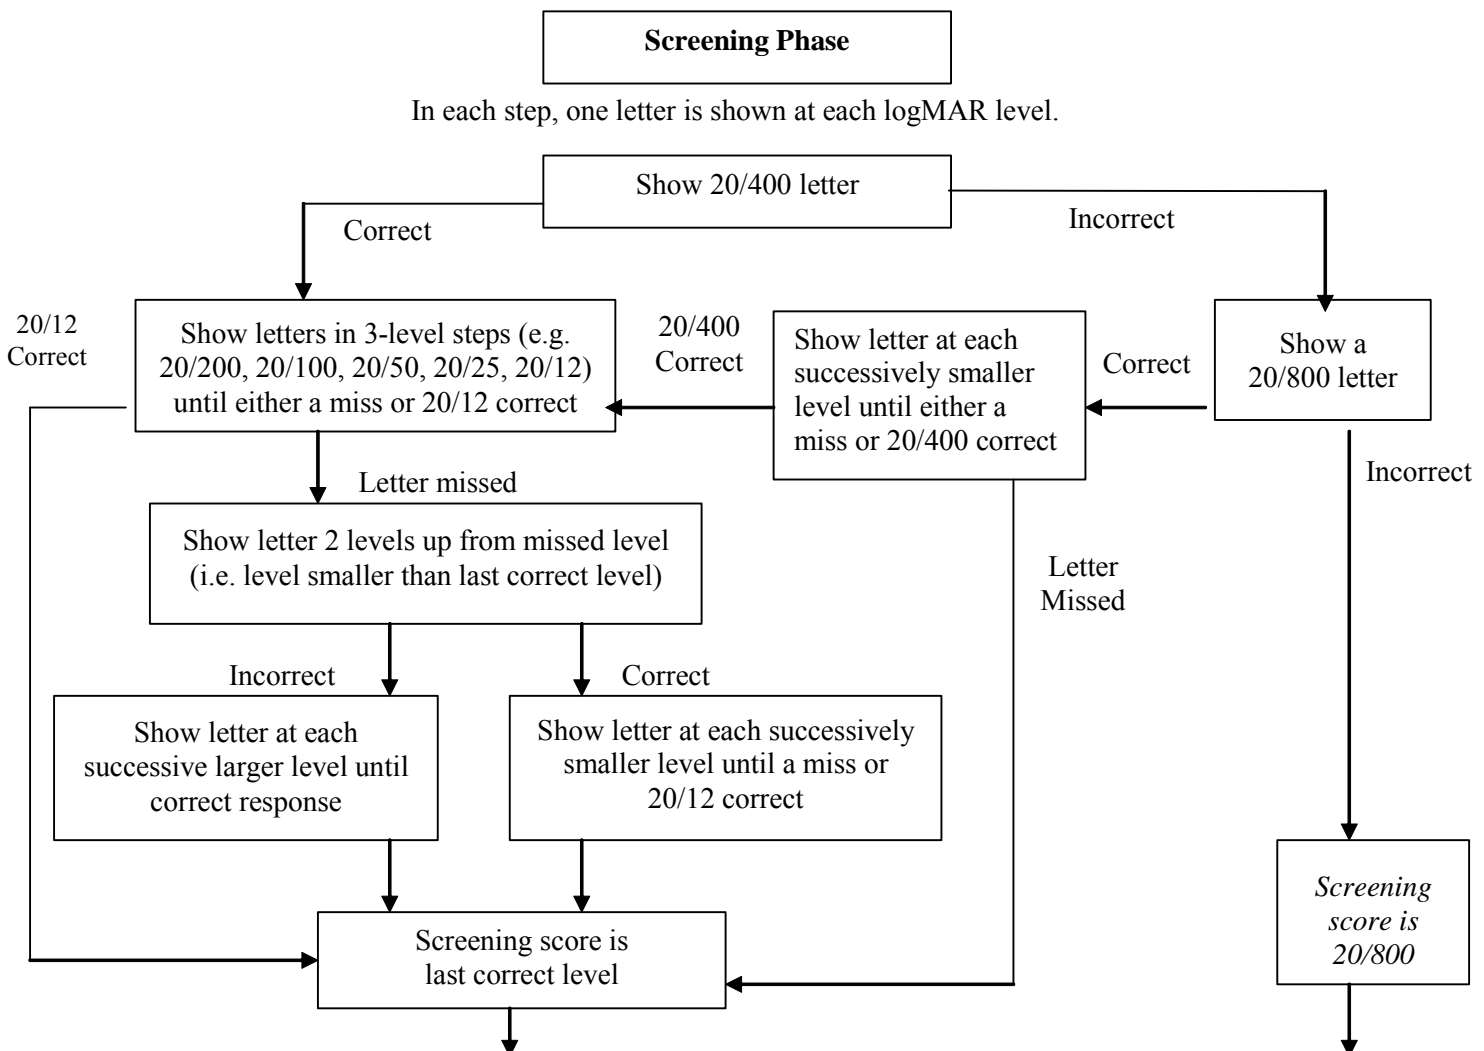 Screening Phase
In each step, one letter is shown at each logMAR level.
Show 20/400 letter
Correct
Incorrect
20/12
Correct
Show letters in 3-level steps (e.g.
20/200, 20/100, 20/50, 20/25, 20/12)
until either a miss or 20/12 correct
20/400
Correct
Show letter at each
successively smaller
level until either a
miss or 20/400 correct
Correct
Show a
20/800 letter
Letter missed
Incorrect
Show letter 2 levels up from missed level
(i.e. level smaller than last correct level)
Letter
Missed
Incorrect
Correct
Show letter at each
successive larger level until
correct response
Show letter at each successively
smaller level until a miss or
20/12 correct
Screening score is
last correct level
Screening
score is
20/800